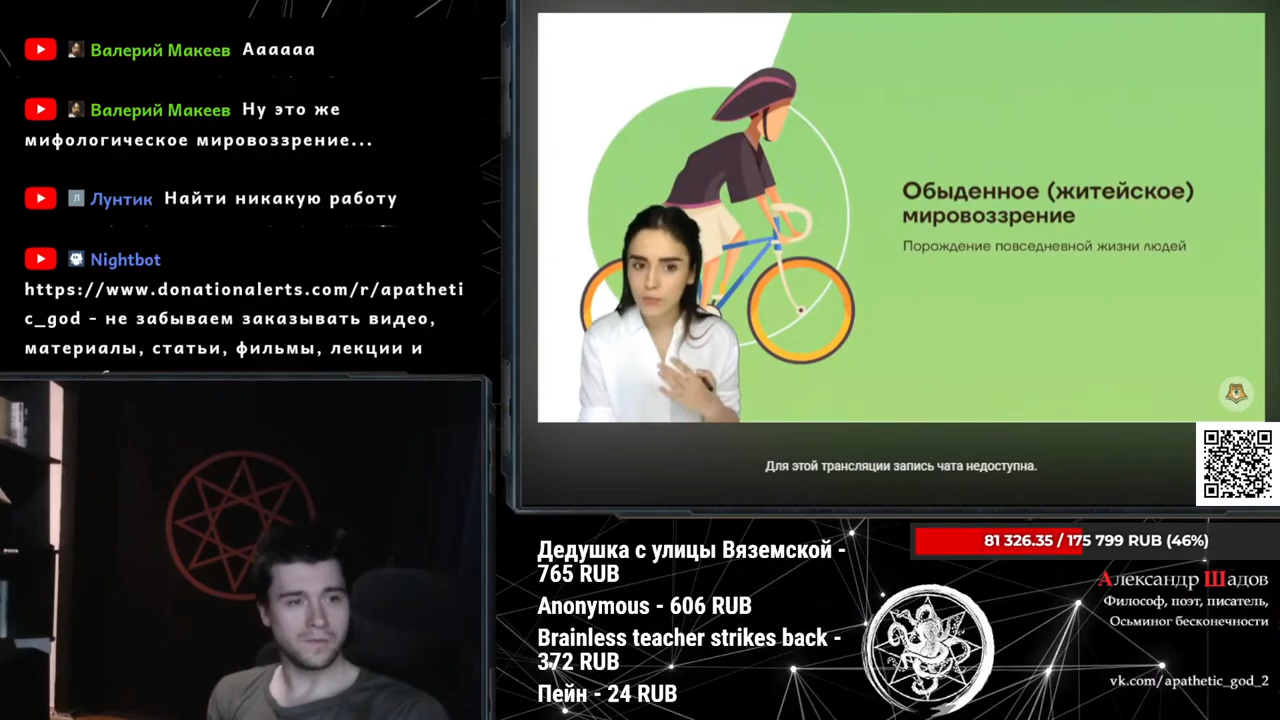 Валерий Макеев Аааааа
Валерий Макеев Ну это же
мифологическое мировоззрение...
Л Лунтик Найти никакую работу
Nightbot
https://www.donationalerts.com/r/apatheti
c_god - не забываем заказывать видео,
материалы, статьи, фильмы, лекции и
Обыденное (житейское)
мировоззрение
Порождение повседневной жизни людей
Для этой трансляции запись чата недоступна.
81 326.35 / 175 799 RUB (46%)
Дедушка с улицы Вяземской -
765 RUB
Anonymous - 606 RUB
Brainless teacher strikes back -
372 RUB
Пейн - 24 RUB
Александр Шадов
Философ, поэт, писатель,
Осьминог бесконечности
vk.com/apathetic_god_2